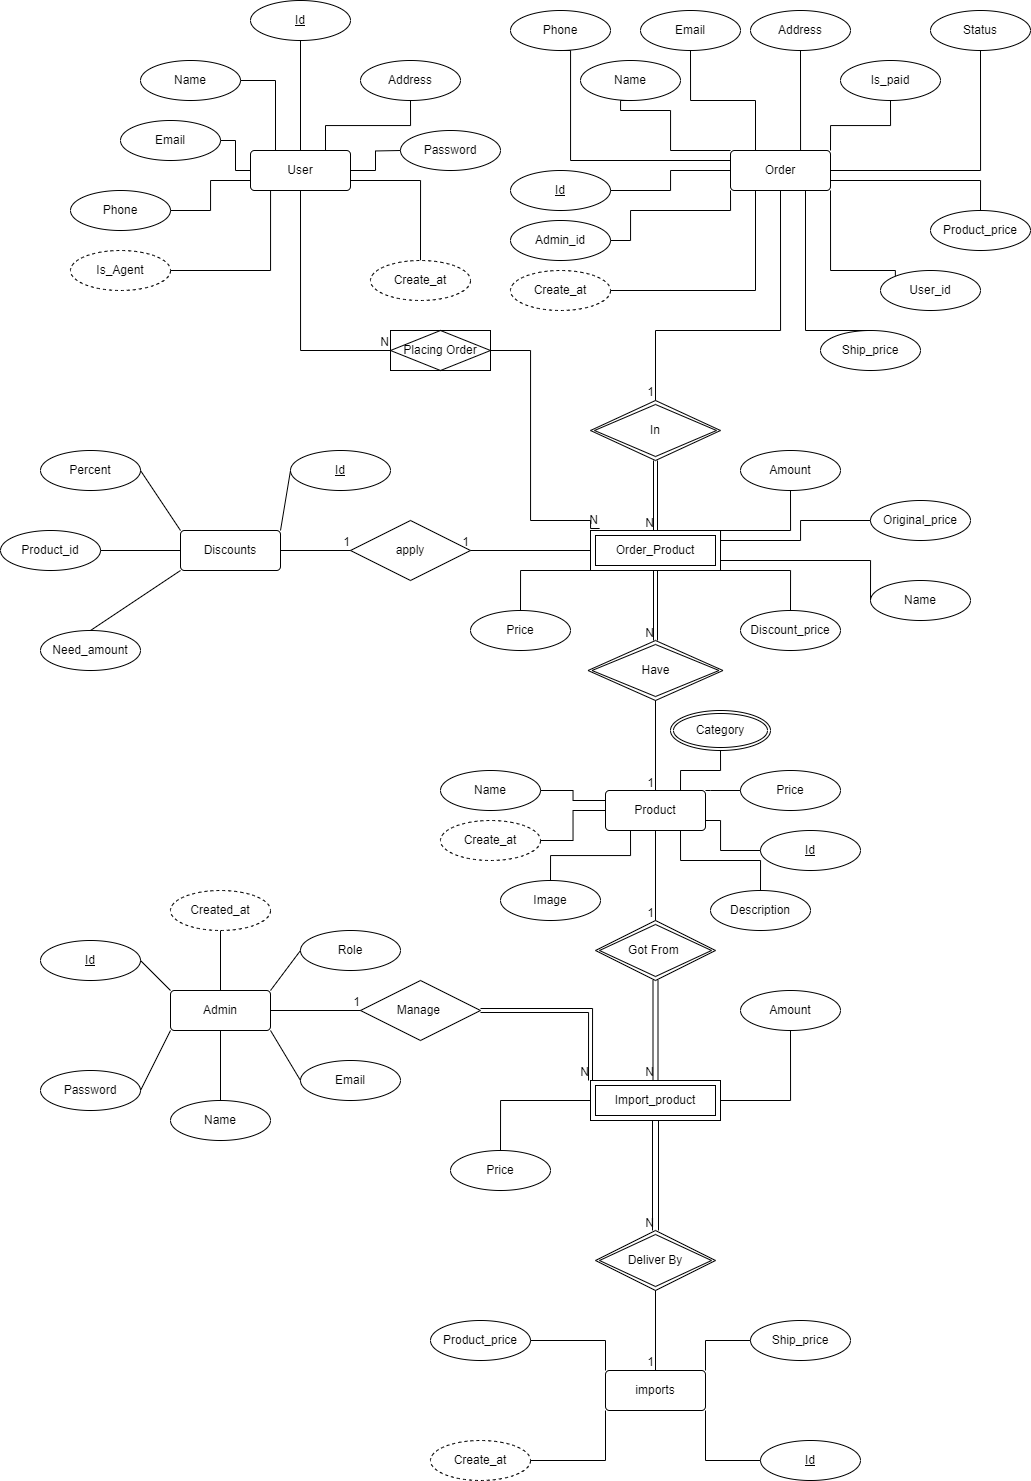 Id
Phone
Email
Address
Status
Name
Address
Name
Is_paid
Email
Password
User
Order
Id
Phone
Product_price
Admin_id
Is_Agent
Create_at
Create_at
User_id
N
Placing Order
Ship_price
1
In
Percent
Id
Amount
N
N
Original_price
Product_id
Discounts
1
apply
1
Order_Product
Name
Price
N
Discount_price
Need_amount
Have
Category
1
Name
Product
Price
Create_at
Id
Image
Description
Created_at
1
Id
Role
Got From
Admin
1
Manage
Amount
N
N
Password
Email
Import_product
Name
Price
N
Deliver By
Product_price
Ship_price
1
imports
Create_at
Id